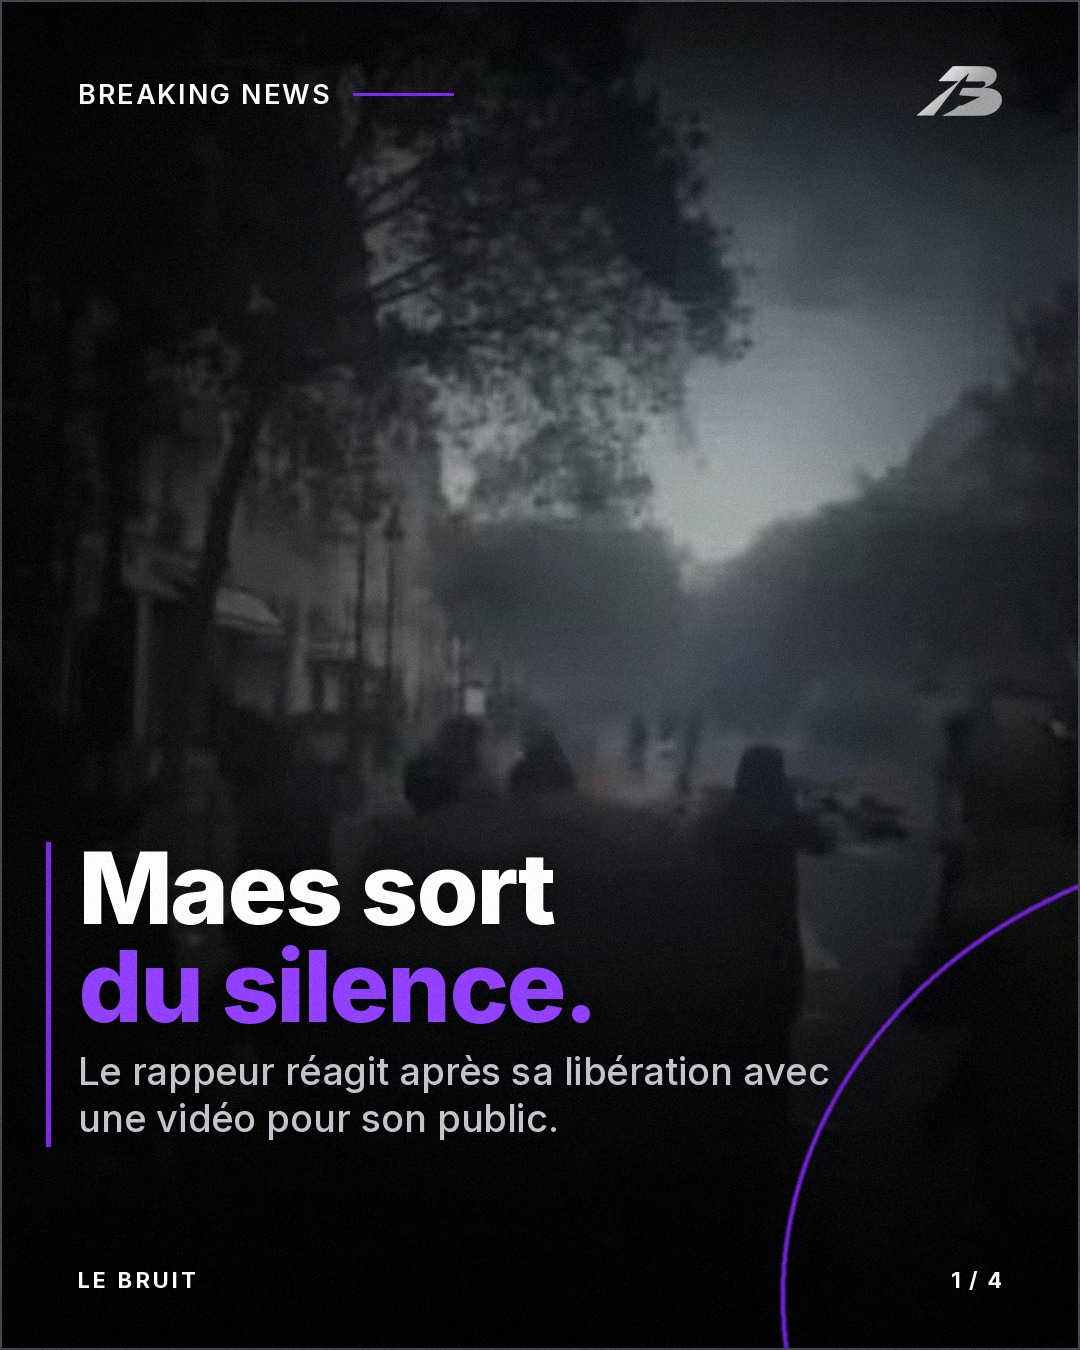 BREAKING NEWS
B
Maes sort
du silence.
Le rappeur réagit après sa libération avec
une vidéo pour son public.
LE BRUIT
1 / 4